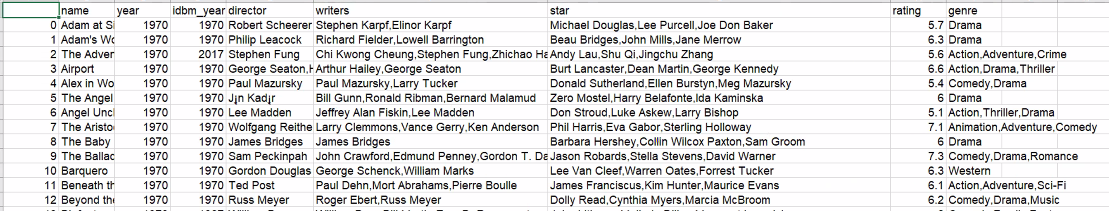 name year idbm_year director writers star rating genre
0 Adam at Si 1970 1970 Robert Scheerer Stephen Karpf,Elinor Karpf Michael Douglas,Lee Purcell,Joe Don Baker 5.7 Drama
1 Adam's Wo 1970 1970 Philip Leacock Richard Fielder,Lowell Barrington Beau Bridges,John Mills,Jane Merrow 6.3 Drama
2 The Adver 1970 2017 Stephen Fung Chi Kwong Cheung,Stephen Fung,Zhichao Ha Andy Lau,Shu Qi,Jingchu Zhang 5.6 Action,Adventure,Crime
3 Airport 1970 1970 George Seaton,H Arthur Hailey,George Seaton Burt Lancaster,Dean Martin,George Kennedy 6.6 Action,Drama,Thriller
4 Alex in Wo 1970 1970 Paul Mazursky Paul Mazursky,Larry Tucker Donald Sutherland,Ellen Burstyn,Meg Mazursky 5.4 Comedy,Drama
5 The Angel 1970 1970 Jįn Kadįr Bill Gunn,Ronald Ribman,Bernard Malamud Zero Mostel,Harry Belafonte,Ida Kaminska 6 Drama
6 Angel Uncl 1970 1970 Lee Madden Jeffrey Alan Fiskin,Lee Madden Don Stroud,Luke Askew,Larry Bishop 5.1 Action,Thriller,Drama
7 The Aristo 1970 1970 Wolfgang Reithe Larry Clemmons,Vance Gerry,Ken Anderson Phil Harris,Eva Gabor,Sterling Holloway 7.1 Animation,Adventure,Comedy
8 The Baby 1970 1970 James Bridges James Bridges Barbara Hershey,Collin Wilcox Paxton,Sam Groom 6 Drama
9 The Ballac 1970 1970 Sam Peckinpah John Crawford,Edmund Penney,Gordon T. Da Jason Robards,Stella Stevens,David Warner 7.3 Comedy,Drama,Romance
10 Barquero 1970 1970 Gordon Douglas George Schenck,William Marks Lee Van Cleef,Warren Oates,Forrest Tucker 6.3 Western
11 Beneath th 1970 1970 Ted Post Paul Dehn,Mort Abrahams,Pierre Boulle James Franciscus,Kim Hunter,Maurice Evans 6.1 Action,Adventure,Sci-Fi
12 Beyond the 1970 1970 Russ Meyer Roger Ebert,Russ Meyer Dolly Read,Cynthia Myers,Marcia McBroom 6.2 Comedy,Drama,Music